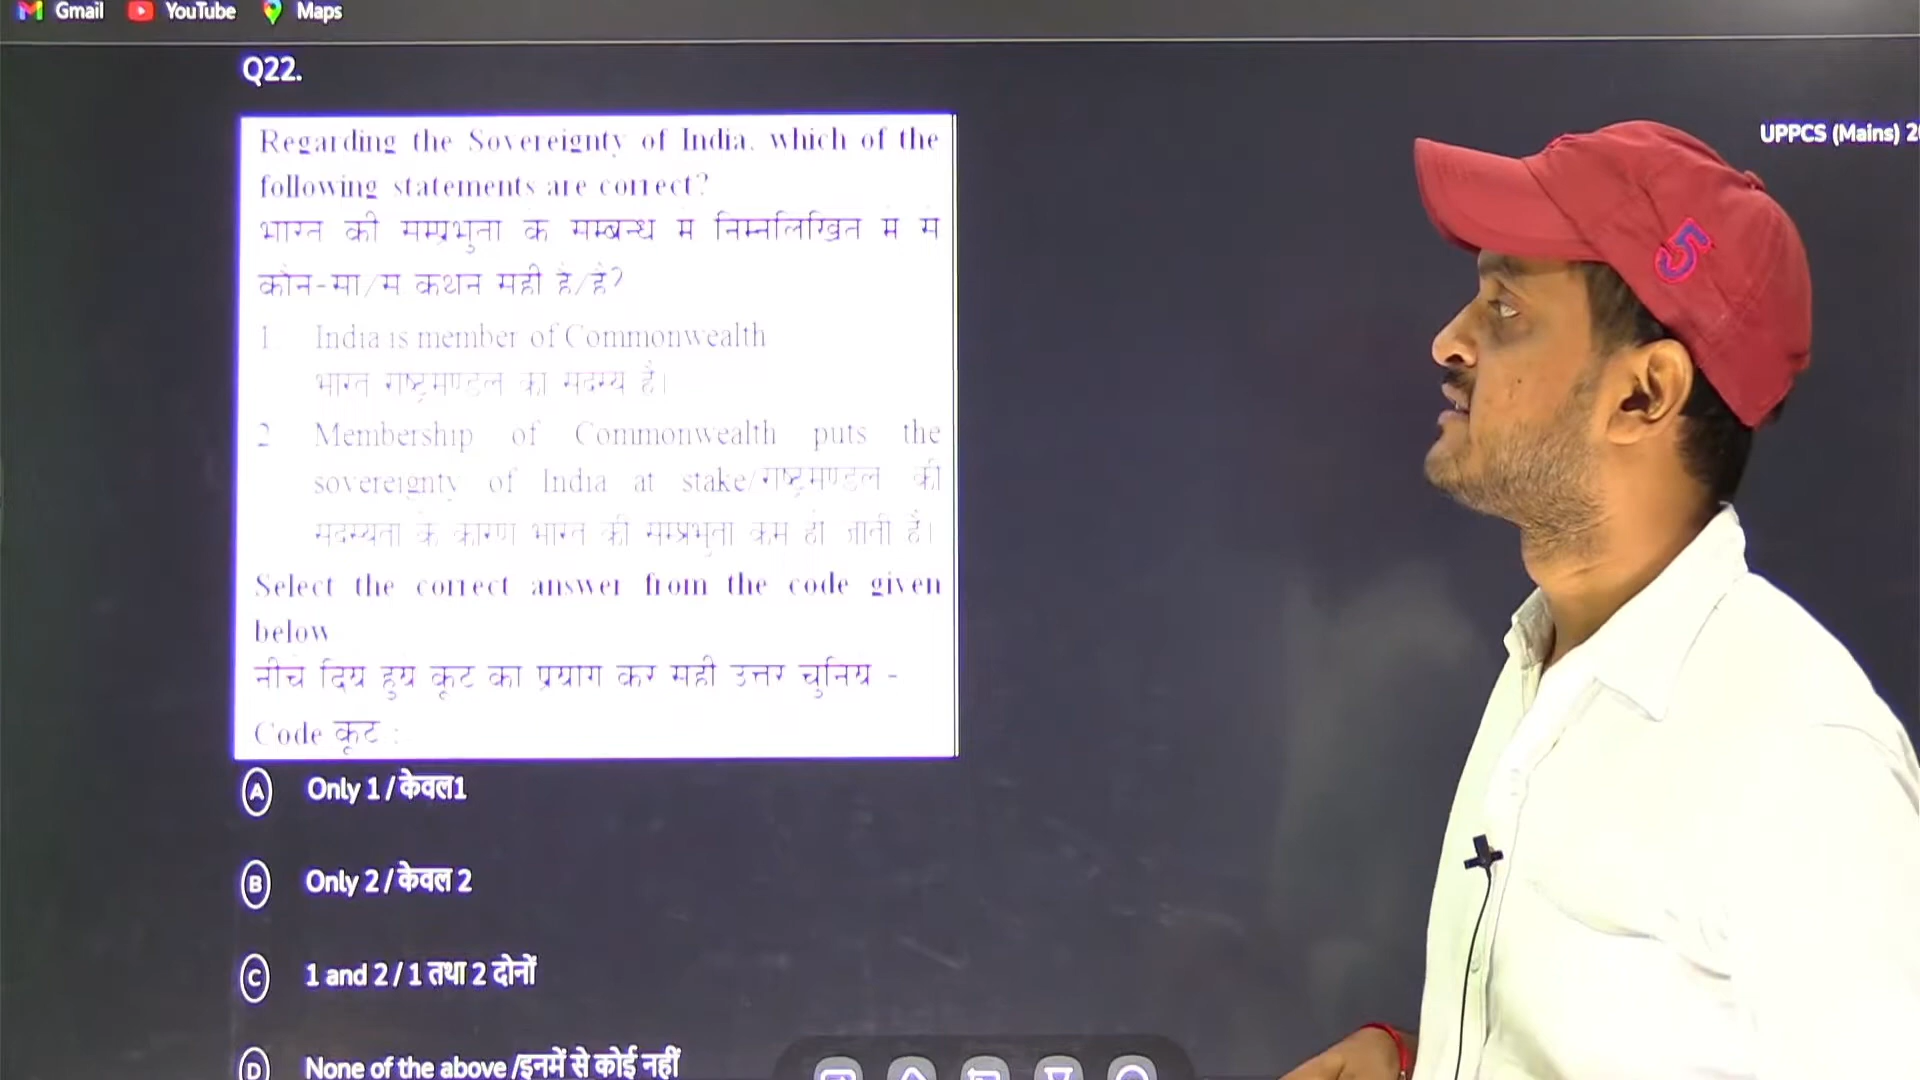 Gmail YouTube Maps
Q22.
UPPCS (Mains)
Regarding the Sovereignty of India, which of the
following statements are correct?
भारत की सम्प्रभुता के सम्बन्ध में निम्नलिखित में से
कौन-सा/से कथन सही है/हैं?
1 India is member of Commonwealth
भारत राष्ट्रमण्डल का सदस्य है।
2 Membership of Commonwealth puts the
sovereignty of India at stake/राष्ट्रमण्डल की
सदस्यता के कारण भारत की सम्प्रभुता कम हो जाती है।
Select the correct answer from the code given
below
नीचे दिये हुये कूट का प्रयोग कर सही उत्तर चुनिये -
Code कूट :
A Only 1 / केवल1
B Only 2 / केवल 2
C 1 and 2 / 1 तथा 2 दोनों
D None of the above /इनमें से कोई नहीं
5